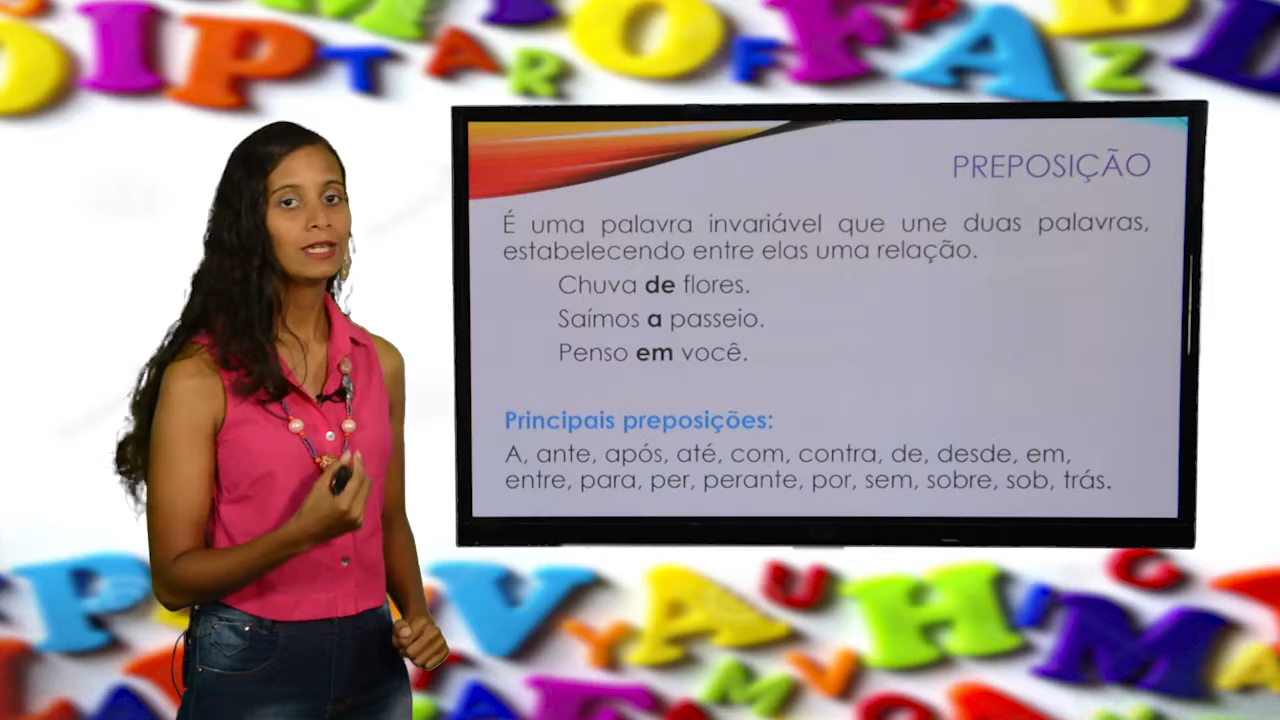 PREPOSIÇÃO
É uma palavra invariável que une duas palavras,
estabelecendo entre elas uma relação.
Chuva de flores.
Saímos a passeio.
Penso em você.
Principais preposições:
A, ante, após, até, com, contra, de, desde, em,
entre, para, per, perante, por, sem, sobre, sob, trás.